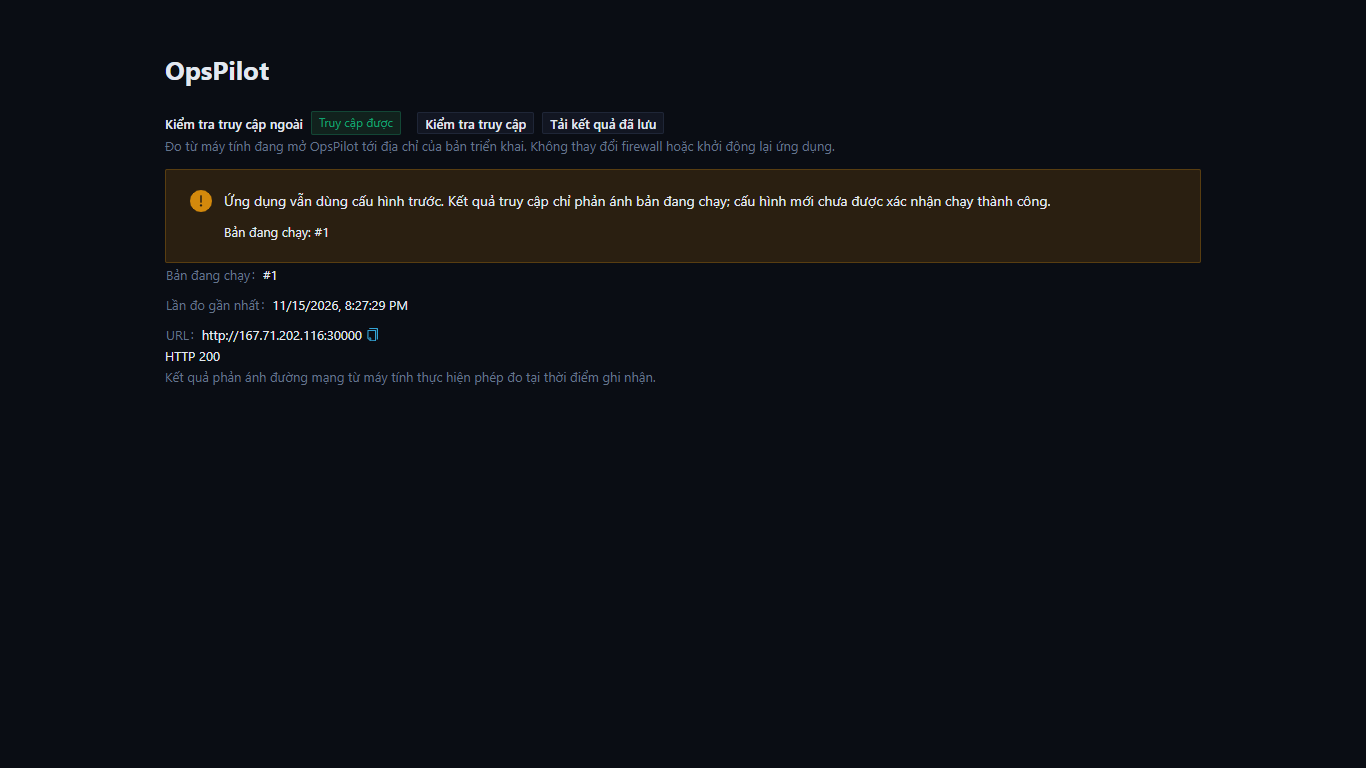 OpsPilot
Kiểm tra truy cập ngoài Truy cập được Kiểm tra truy cập Tải kết quả đã lưu
Đo từ máy tính đang mở OpsPilot tới địa chỉ của bản triển khai. Không thay đổi firewall hoặc khởi động lại ứng dụng.
Ứng dụng vẫn dùng cấu hình trước. Kết quả truy cập chỉ phản ánh bản đang chạy; cấu hình mới chưa được xác nhận chạy thành công.
Bản đang chạy: #1
Bản đang chạy: #1
Lần đo gần nhất: 11/15/2026, 8:27:29 PM
URL: http://167.71.202.116:30000
HTTP 200
Kết quả phản ánh đường mạng từ máy tính thực hiện phép đo tại thời điểm ghi nhận.